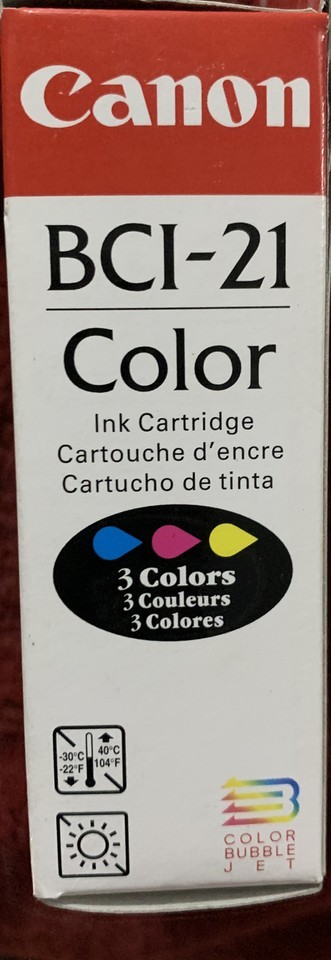 Canon
BCI-21
Color
Ink Cartridge
Cartouche d'encre
Cartucho de tinta
3 Colors
3 Couleurs
3 Colores
-30°C
-22°F
40°C
104°F
COLOR
BUBBLE
JET